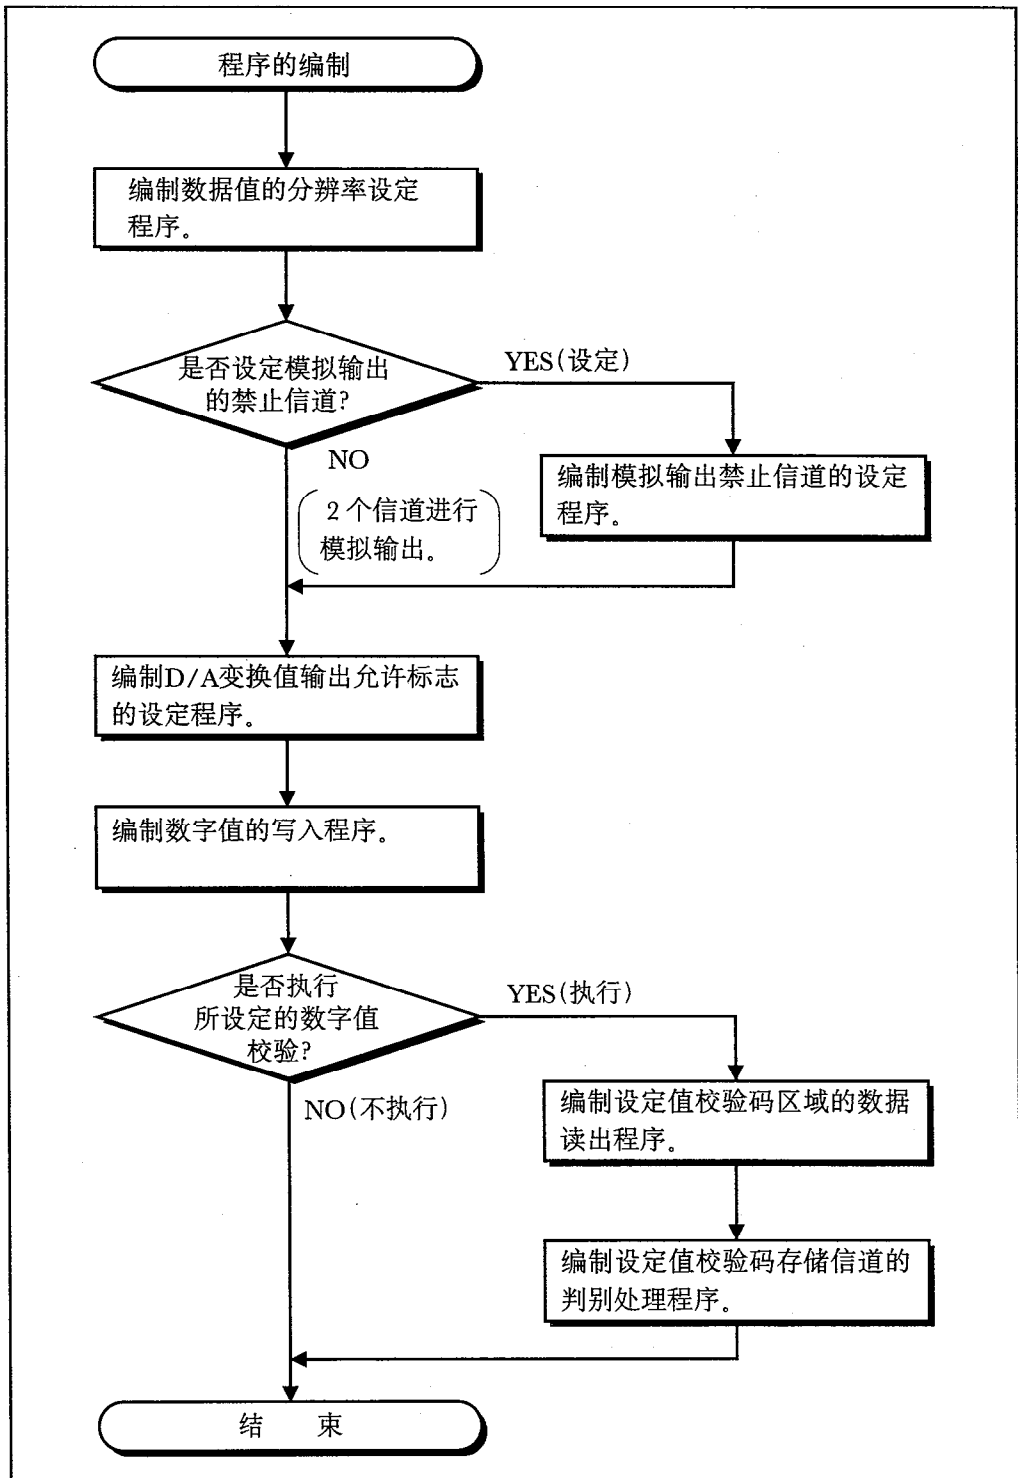 程序的编制
编制数据值的分辨率设定
程序。
是否设定模拟输出
的禁止信道?
YES(设定)
NO
2个信道进行
模拟输出。
编制模拟输出禁止信道的设定
程序。
编制D/A变换值输出允许标志
的设定程序。
编制数字值的写入程序。
是否执行
所设定的数字值
校验?
YES(执行)
NO(不执行)
编制设定值校验码区域的数据
读出程序。
编制设定值校验码存储信道的
判别处理程序。
结 束